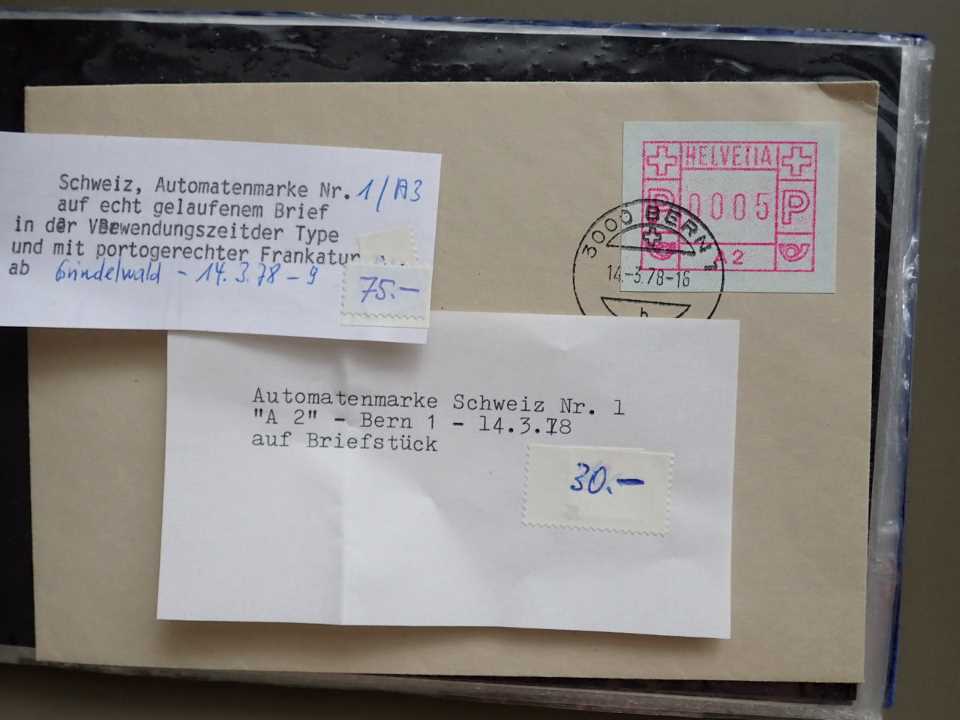 Schweiz, Automatenmarke Nr. 1/A3
auf echt gelaufenem Brief
in der Verwendungszeitder Type
und mit portogerechter Frankatur
ab Grindelwald - 14.3.78-9
75.-
HELVETIA
P 0005 P
A2
3000 BERN 1
14.-3.78-16
b
Automatenmarke Schweiz Nr. 1
"A 2" - Bern 1 - 14.3.78
auf Briefstück
30.-